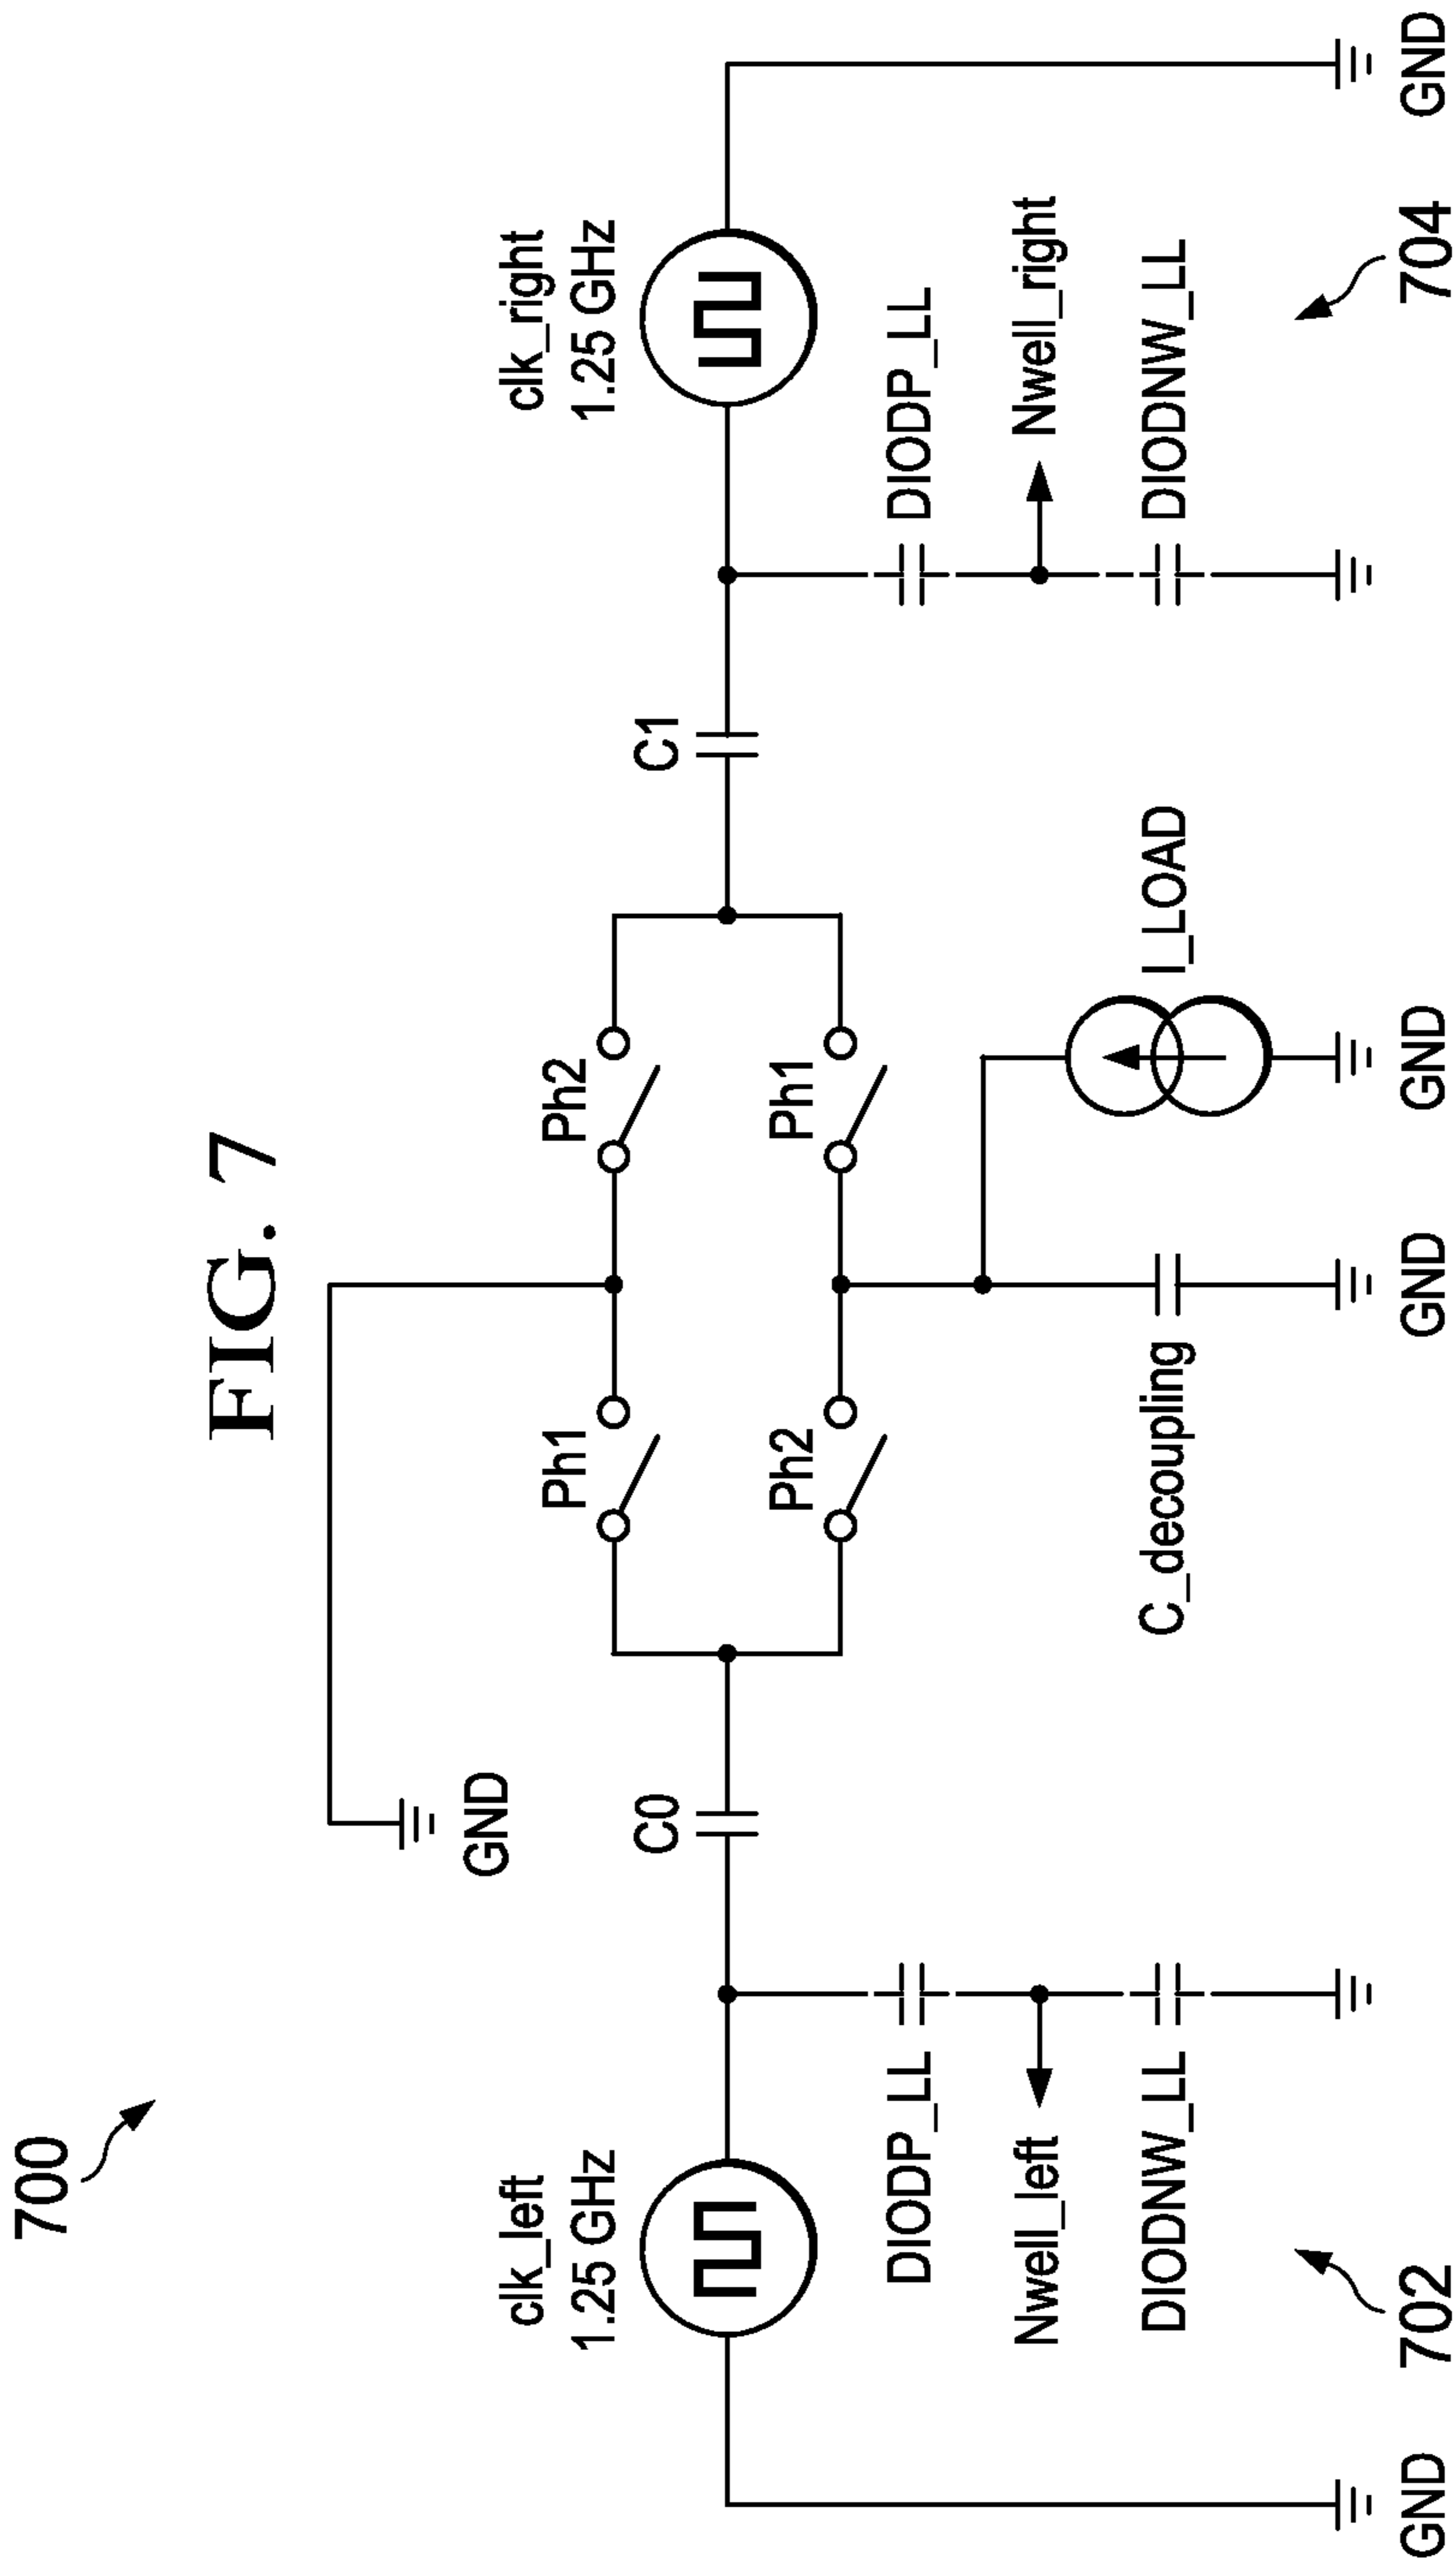 FIG. 7
700
GND
clk_left
1.25 GHz
clk_right
1.25 GHz
Ph1
Ph2
C0
C1
Ph2
Ph1
DIODP_LL
DIODP_LL
Nwell_left
Nwell_right
DIODNW_LL
C_decoupling
I_LOAD
DIODNW_LL
702
704
GND
GND
GND
GND